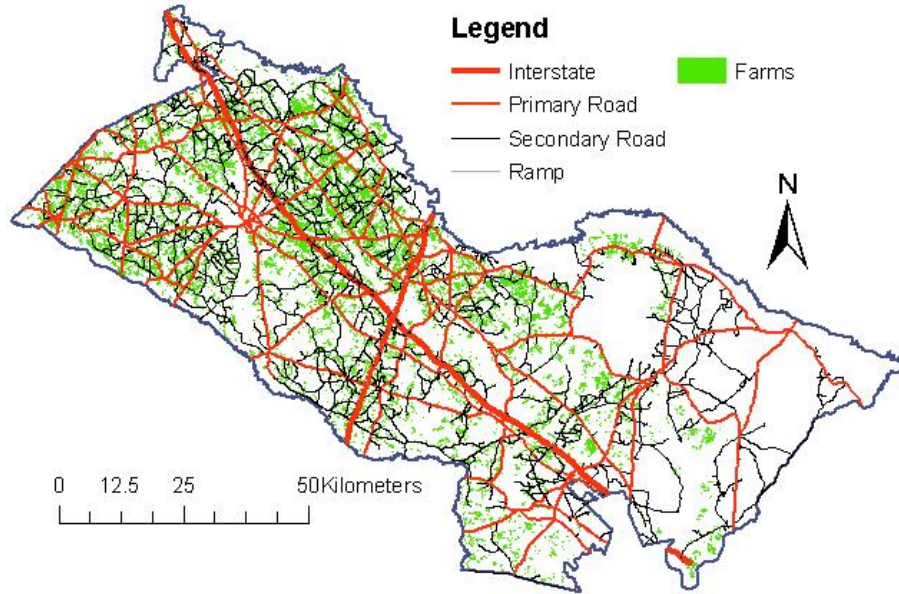 Legend
Interstate
Farms
Primary Road
Secondary Road
Ramp
N
0 12.5 25 50Kilometers